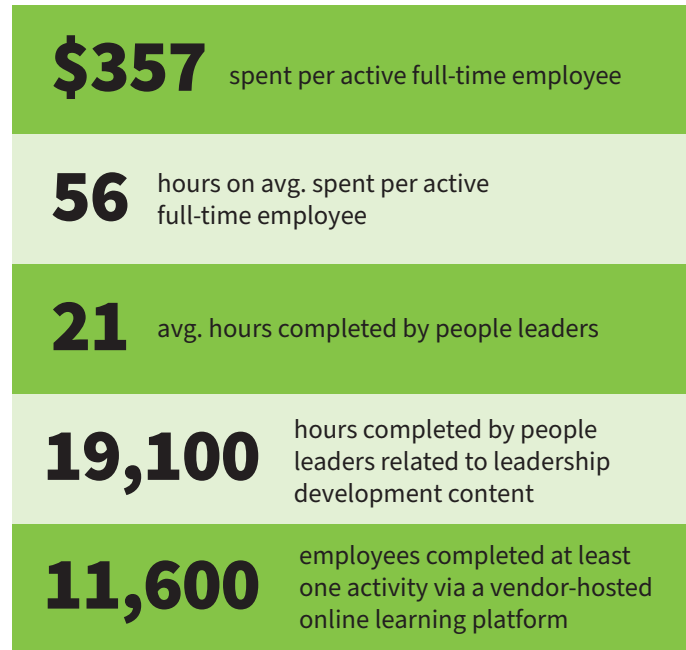 $357 spent per active full-time employee
56 hours on avg. spent per active
full-time employee
21 avg. hours completed by people leaders
19,100 hours completed by people
leaders related to leadership
development content
11,600 employees completed at least
one activity via a vendor-hosted
online learning platform